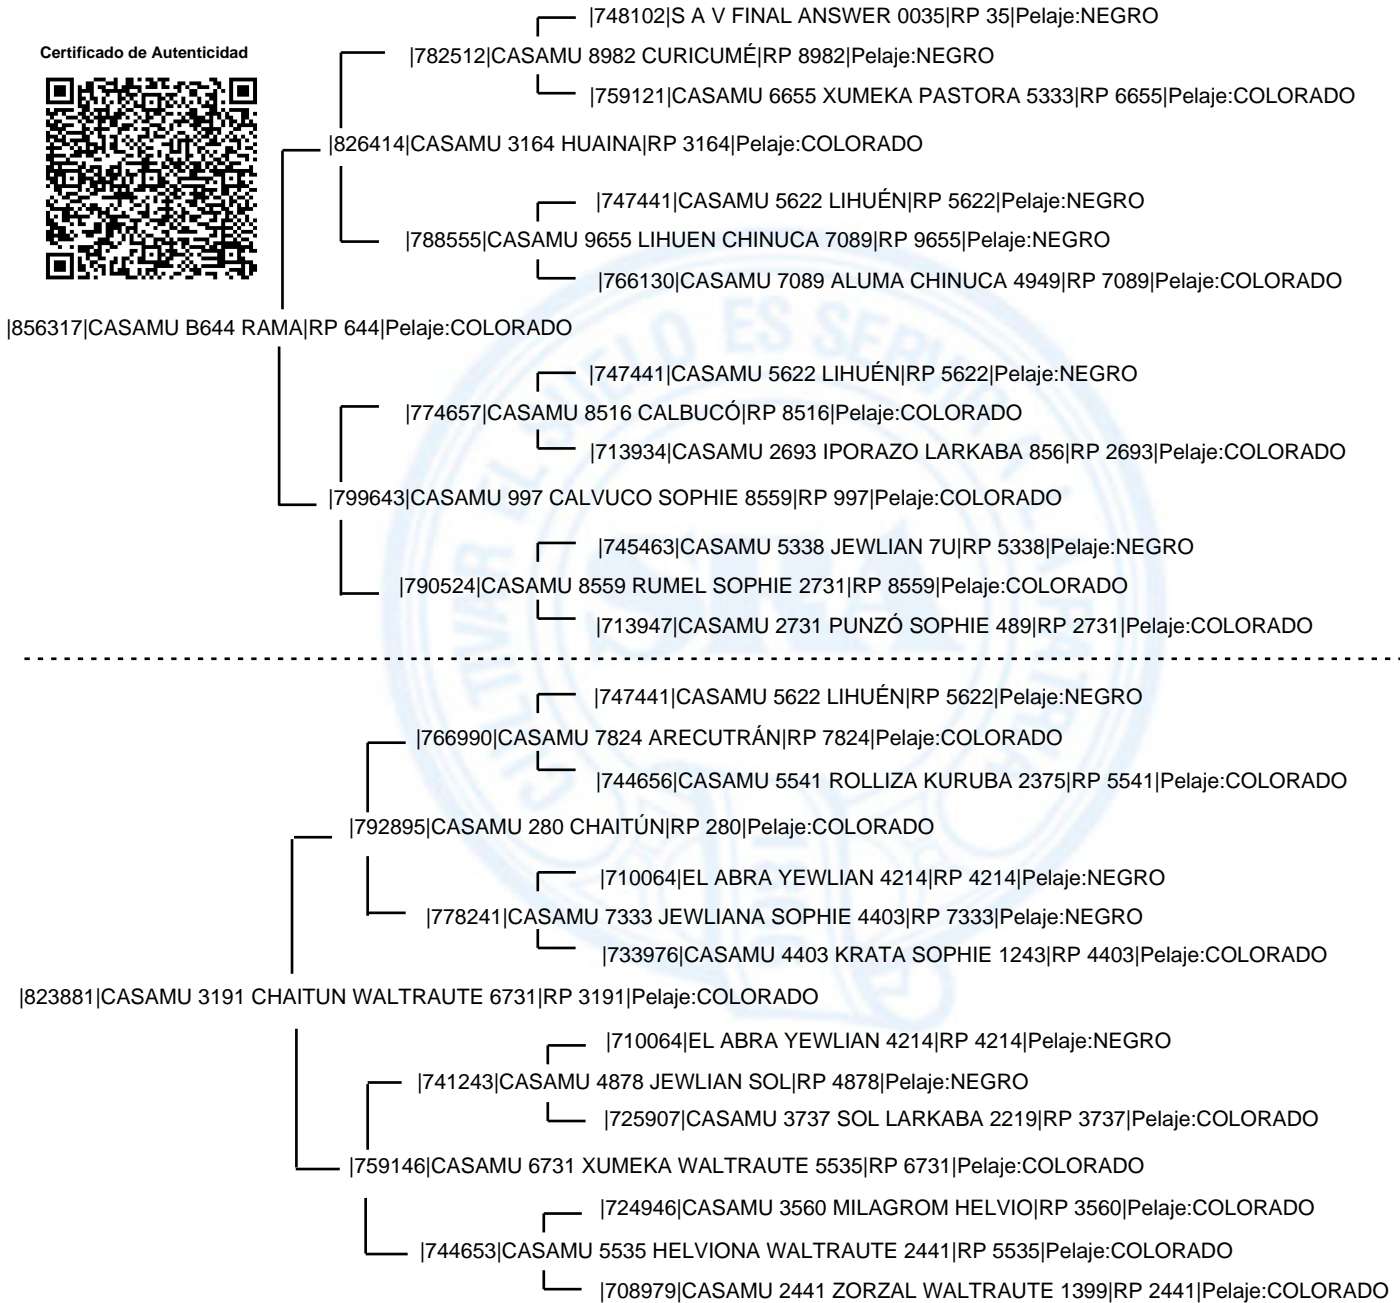 |748102|S A V FINAL ANSWER 0035|RP 35|Pelaje:NEGRO
Certificado de Autenticidad
|782512|CASAMU 8982 CURICUMÉ|RP 8982|Pelaje:NEGRO
|759121|CASAMU 6655 XUMEKA PASTORA 5333|RP 6655|Pelaje:COLORADO
|826414|CASAMU 3164 HUAINA|RP 3164|Pelaje:COLORADO
|747441|CASAMU 5622 LIHUÉN|RP 5622|Pelaje:NEGRO
|788555|CASAMU 9655 LIHUEN CHINUCA 7089|RP 9655|Pelaje:NEGRO
|766130|CASAMU 7089 ALUMA CHINUCA 4949|RP 7089|Pelaje:COLORADO
|856317|CASAMU B644 RAMA|RP 644|Pelaje:COLORADO
|747441|CASAMU 5622 LIHUÉN|RP 5622|Pelaje:NEGRO
|774657|CASAMU 8516 CALBUCÓ|RP 8516|Pelaje:COLORADO
|713934|CASAMU 2693 IPORAZO LARKABA 856|RP 2693|Pelaje:COLORADO
|799643|CASAMU 997 CALVUCO SOPHIE 8559|RP 997|Pelaje:COLORADO
|745463|CASAMU 5338 JEWLIAN 7U|RP 5338|Pelaje:NEGRO
|790524|CASAMU 8559 RUMEL SOPHIE 2731|RP 8559|Pelaje:COLORADO
|713947|CASAMU 2731 PUNZÓ SOPHIE 489|RP 2731|Pelaje:COLORADO
|747441|CASAMU 5622 LIHUÉN|RP 5622|Pelaje:NEGRO
|766990|CASAMU 7824 ARECUTRÁN|RP 7824|Pelaje:COLORADO
|744656|CASAMU 5541 ROLLIZA KURUBA 2375|RP 5541|Pelaje:COLORADO
|792895|CASAMU 280 CHAITÚN|RP 280|Pelaje:COLORADO
|710064|EL ABRA YEWLIAN 4214|RP 4214|Pelaje:NEGRO
|778241|CASAMU 7333 JEWLIANA SOPHIE 4403|RP 7333|Pelaje:NEGRO
|733976|CASAMU 4403 KRATA SOPHIE 1243|RP 4403|Pelaje:COLORADO
|823881|CASAMU 3191 CHAITUN WALTRAUTE 6731|RP 3191|Pelaje:COLORADO
|710064|EL ABRA YEWLIAN 4214|RP 4214|Pelaje:NEGRO
|741243|CASAMU 4878 JEWLIAN SOL|RP 4878|Pelaje:NEGRO
|725907|CASAMU 3737 SOL LARKABA 2219|RP 3737|Pelaje:COLORADO
|759146|CASAMU 6731 XUMEKA WALTRAUTE 5535|RP 6731|Pelaje:COLORADO
|724946|CASAMU 3560 MILAGROM HELVIO|RP 3560|Pelaje:COLORADO
|744653|CASAMU 5535 HELVIONA WALTRAUTE 2441|RP 5535|Pelaje:COLORADO
|708979|CASAMU 2441 ZORZAL WALTRAUTE 1399|RP 2441|Pelaje:COLORADO
CULTIVAR EL SUELO ES SERVIR A LA PATRIA